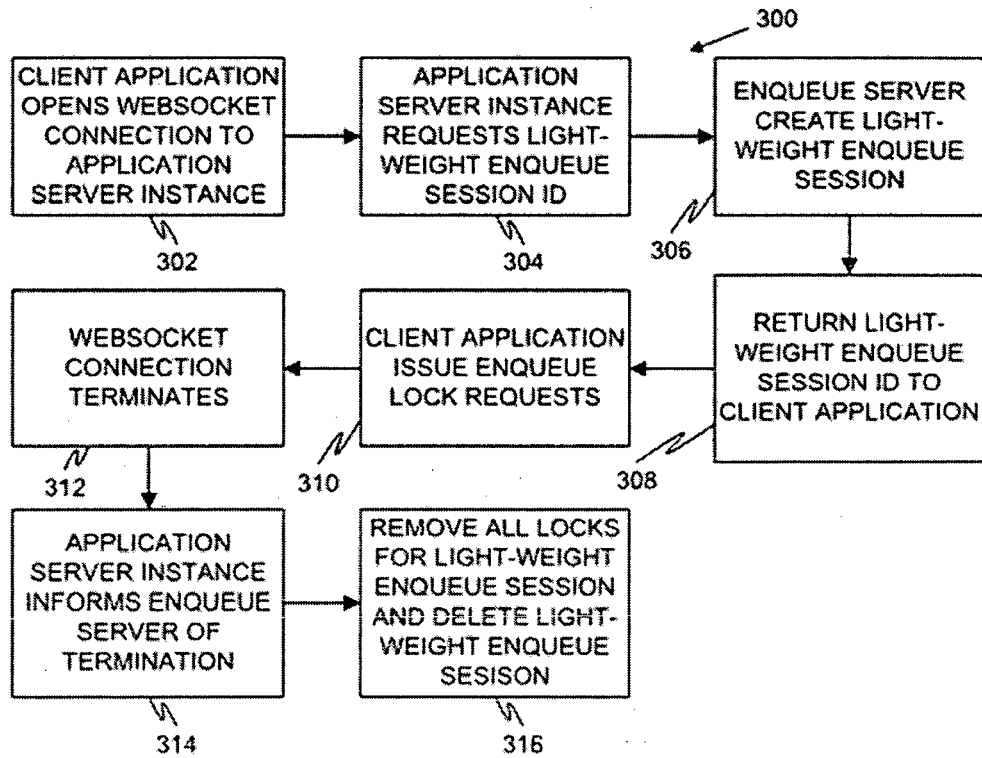 300
CLIENT APPLICATION
OPENS WEBSOCKET
CONNECTION TO
APPLICATION
SERVER INSTANCE
302
APPLICATION
SERVER INSTANCE
REQUESTS LIGHT-
WEIGHT ENQUEUE
SESSION ID
304
ENQUEUE SERVER
CREATE LIGHT-
WEIGHT ENQUEUE
SESSION
306
RETURN LIGHT-
WEIGHT ENQUEUE
SESSION ID TO
CLIENT APPLICATION
308
CLIENT APPLICATION
ISSUE ENQUEUE
LOCK REQUESTS
310
WEBSOCKET
CONNECTION
TERMINATES
312
APPLICATION
SERVER INSTANCE
INFORMS ENQUEUE
SERVER OF
TERMINATION
314
REMOVE ALL LOCKS
FOR LIGHT-WEIGHT
ENQUEUE SESSION
AND DELETE LIGHT-
WEIGHT ENQUEUE
SESISON
316